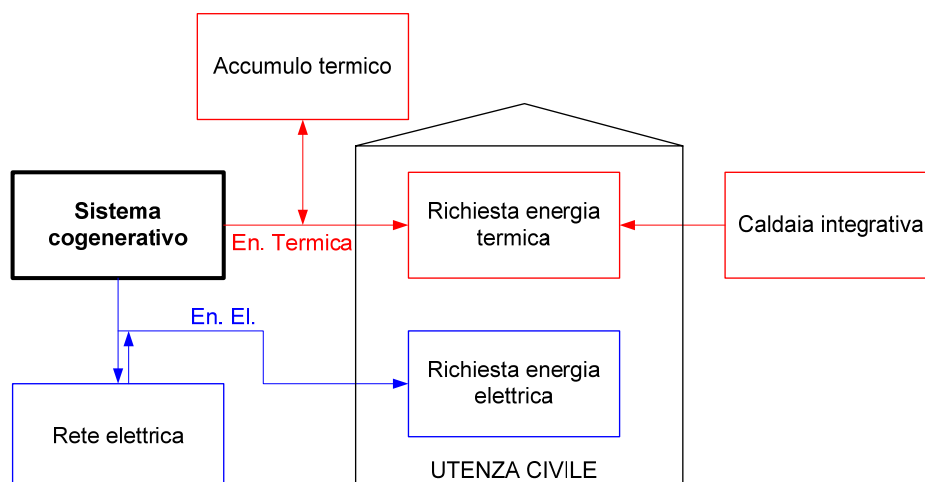 Accumulo termico
Sistema
cogenerativo
En. Termica
Richiesta energia
termica
Caldaia integrativa
En. El.
Richiesta energia
elettrica
Rete elettrica
UTENZA CIVILE